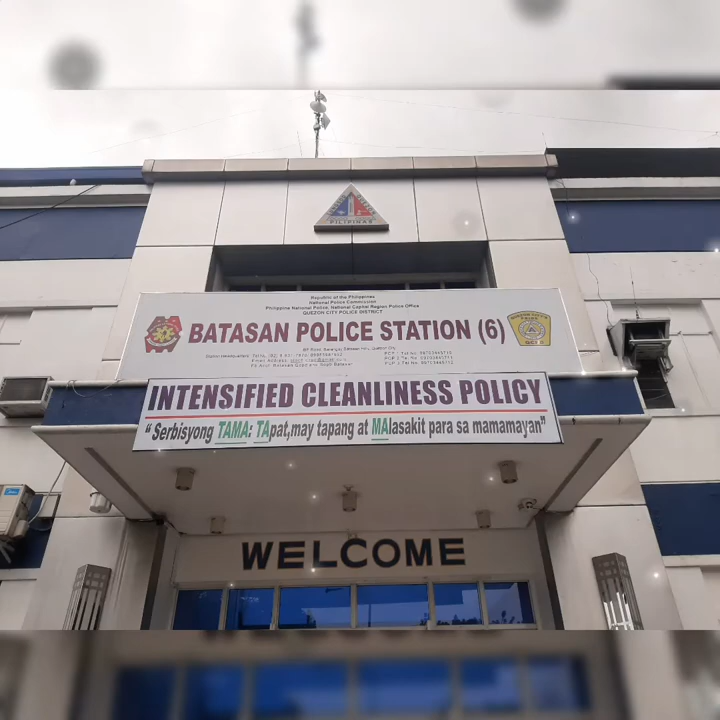 PILIPINAS
Republic of the Philippines
National Police Commission
Philippine National Police, National Capital Region Police Office
QUEZON CITY POLICE DISTRICT
BATASAN POLICE STATION (6)
INTENSIFIED CLEANLINESS POLICY
“Serbisyong TAMA: TApat,may tapang at MAlasakit para sa mamamayan”
WELCOME